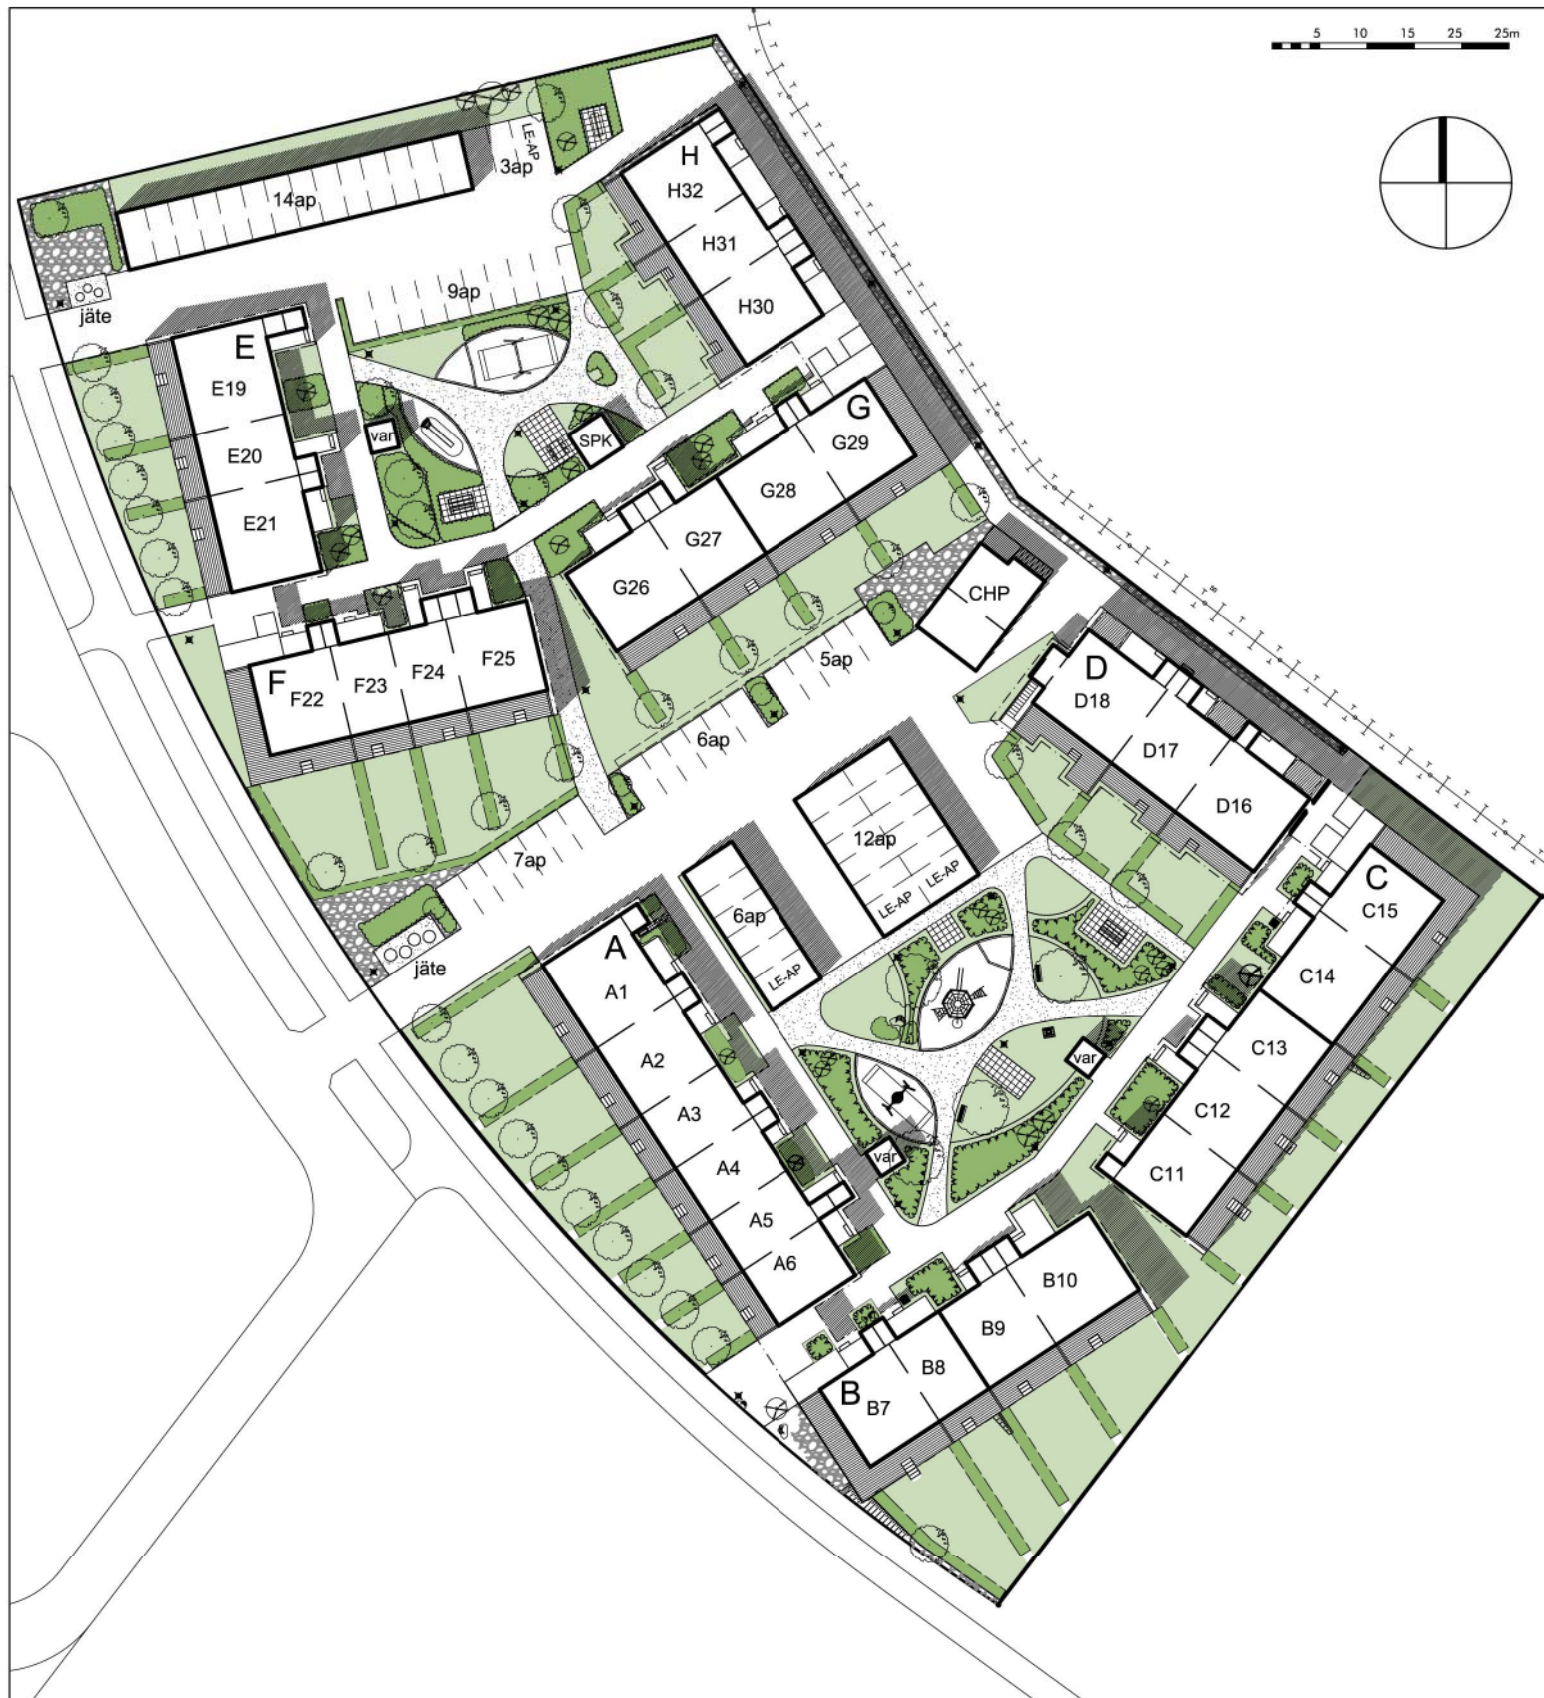 5 10 15 25 25m
LE-AP
3ap
14ap
H
H32
H31
H30
9ap
jäte
E
E19
E20
E21
var
SPK
G
G29
G28
G27
G26
CHP
F
F22
F23
F24
F25
5ap
6ap
7ap
D
D18
D17
D16
12ap
LE-AP
LE-AP
6ap
LE-AP
jäte
C
C15
C14
C13
C12
C11
A
A1
A2
A3
A4
A5
A6
var
var
B
B10
B9
B8
B7